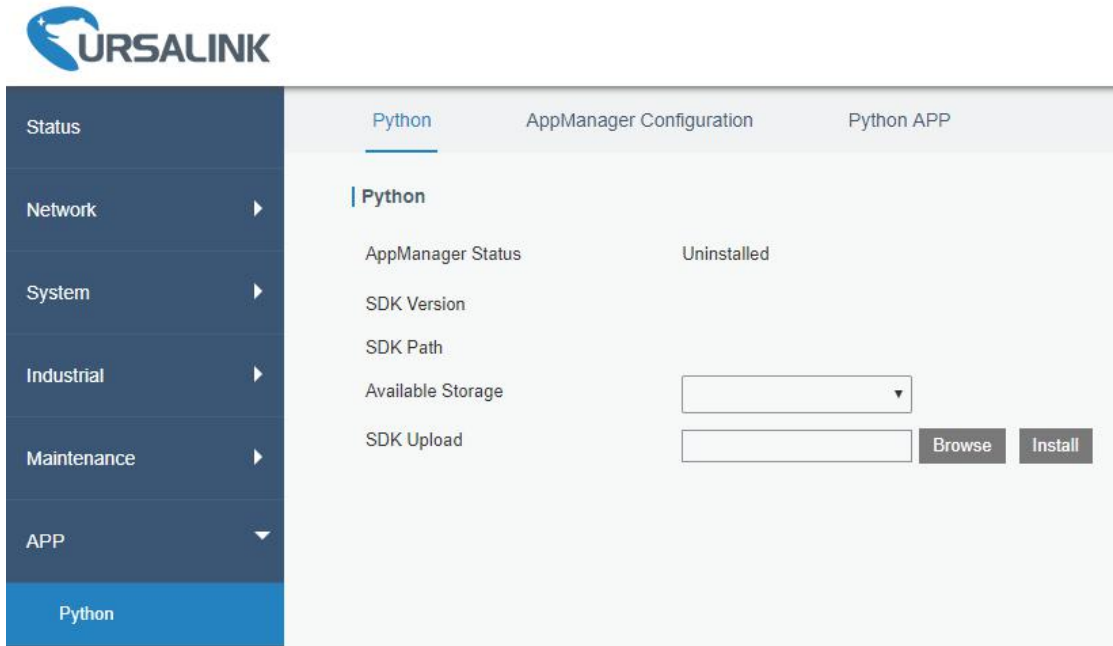 URSALINK
Status
Network
System
Industrial
Maintenance
APP
Python
Python AppManager Configuration Python APP
Python
AppManager Status Uninstalled
SDK Version
SDK Path
Available Storage
SDK Upload Browse Install